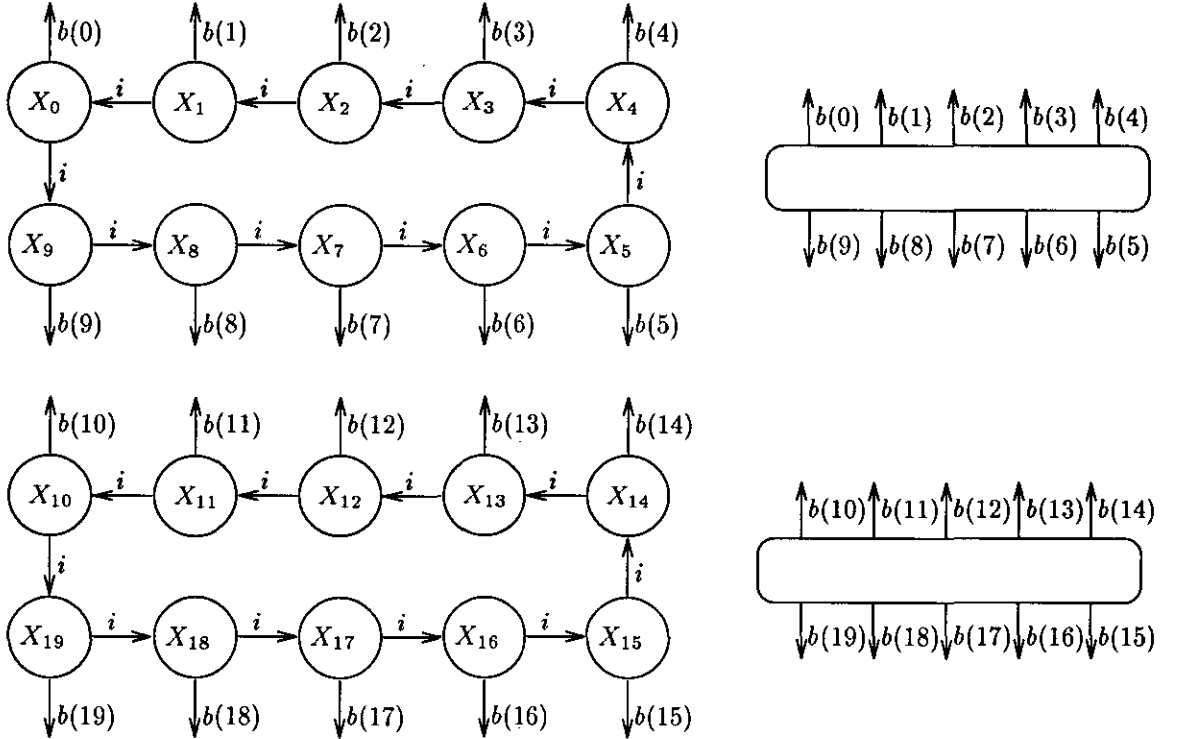 b(0) b(1) b(2) b(3) b(4)
i i i i
X₀ X₁ X₂ X₃ X₄
b(0) b(1) b(2) b(3) b(4)
i i
i i i i
X₉ X₈ X₇ X₆ X₅
b(9) b(8) b(7) b(6) b(5)
b(9) b(8) b(7) b(6) b(5)
b(10) b(11) b(12) b(13) b(14)
i i i i
X₁₀ X₁₁ X₁₂ X₁₃ X₁₄
b(10) b(11) b(12) b(13) b(14)
i i
i i i i
X₁₉ X₁₈ X₁₇ X₁₆ X₁₅
b(19) b(18) b(17) b(16) b(15)
b(19) b(18) b(17) b(16) b(15)